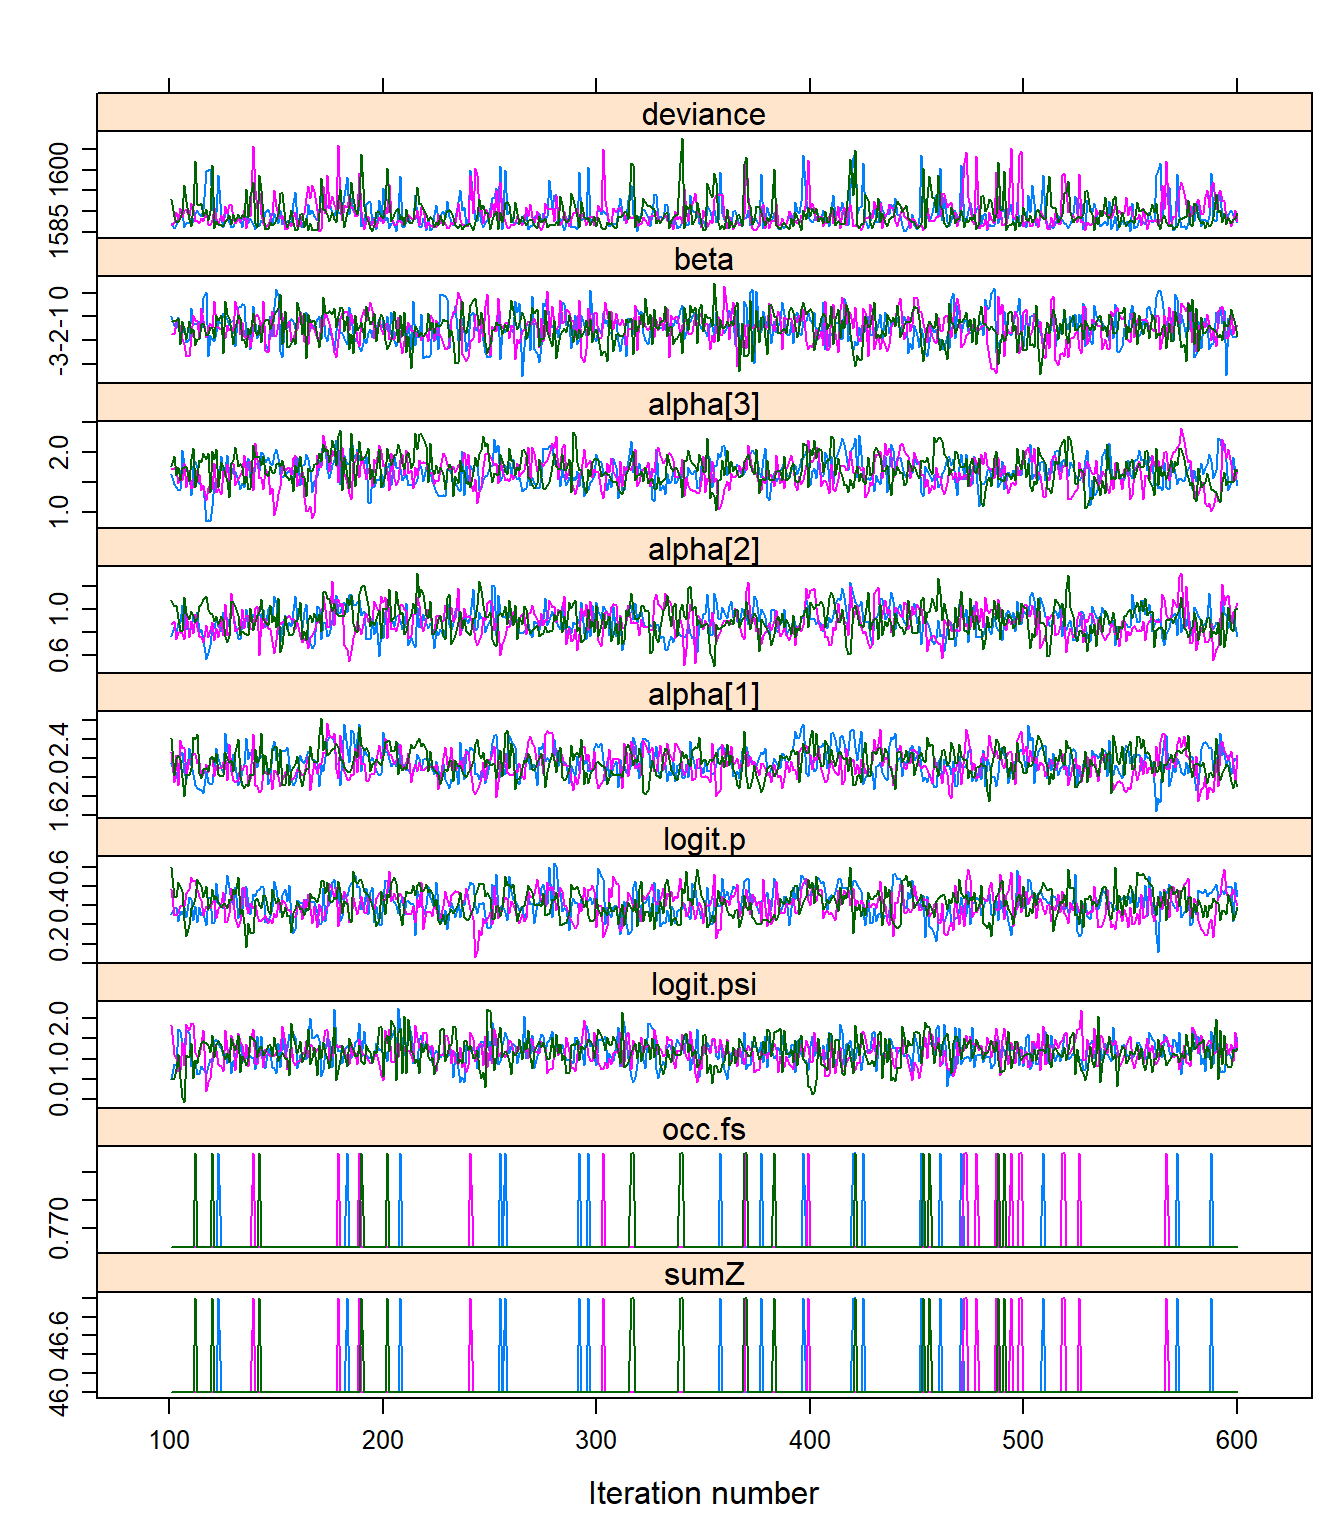 deviance
1585 1600
beta
-3 -2 -1 0
alpha[3]
1.0 2.0
alpha[2]
0.6 1.0
alpha[1]
1.6 2.0 2.4
logit.p
0.2 0.4 0.6
logit.psi
0.0 1.0 2.0
occ.fs
0.770
sumZ
46.0 46.6
100 200 300 400 500 600
Iteration number